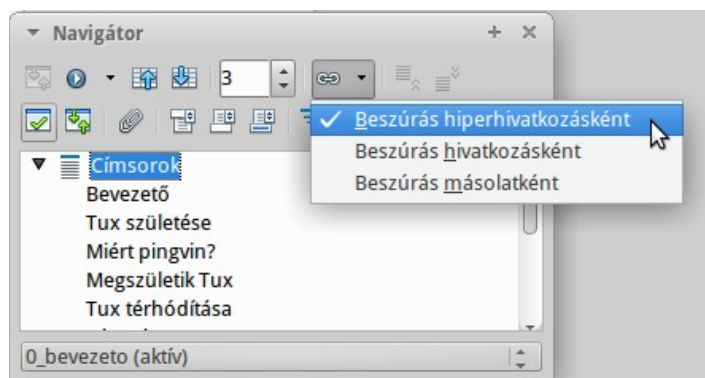 Navigátor
3
Beszúrás hiperhivatkozásként
Beszúrás hivatkozásként
Beszúrás másolatként
Címsorok
Bevezető
Tux születése
Miért pingvin?
Megszületik Tux
Tux térhódítása
0_bevezeto (aktív)